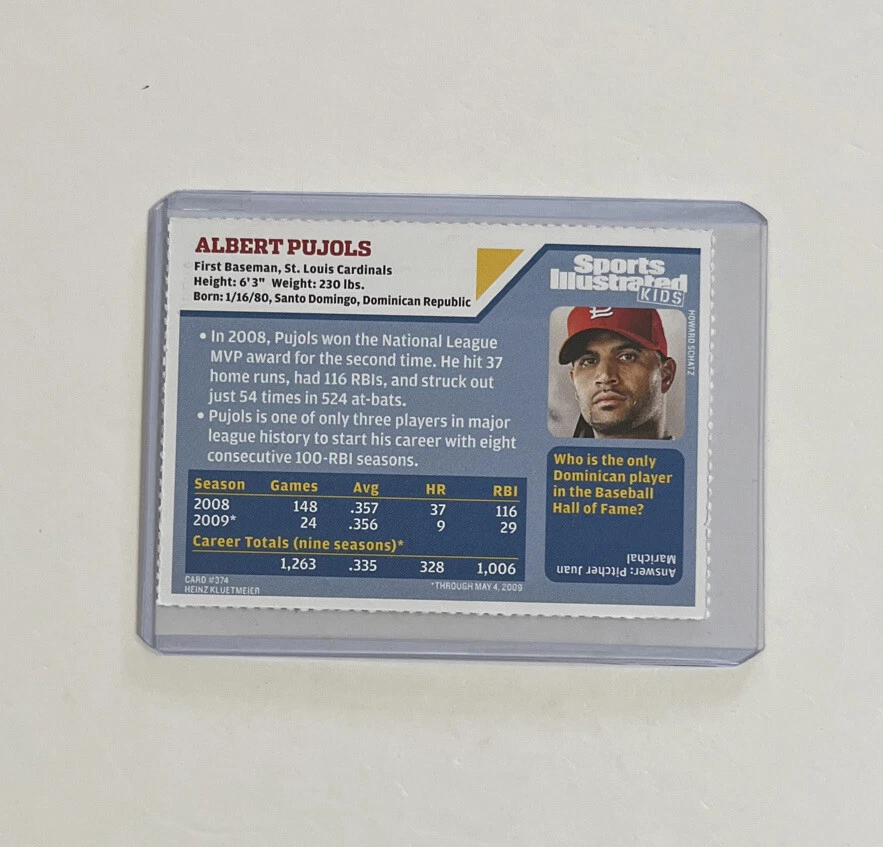 ALBERT PUJOLS
First Baseman, St. Louis Cardinals
Height: 6'3" Weight: 230 lbs.
Born: 1/16/80, Santo Domingo, Dominican Republic
Sports
Illustrated
KIDS
HOWARD SCHATZ
• In 2008, Pujols won the National League
MVP award for the second time. He hit 37
home runs, had 116 RBIs, and struck out
just 54 times in 524 at-bats.
• Pujols is one of only three players in major
league history to start his career with eight
consecutive 100-RBI seasons.
Season Games Avg HR RBI
2008 148 .357 37 116
2009* 24 .356 9 29
Career Totals (nine seasons)*
1,263 .335 328 1,006
CARD #374
HEINZ KLUETMEIER
*THROUGH MAY 4, 2009
Who is the only
Dominican player
in the Baseball
Hall of Fame?
Answer: Pitcher Juan
Marichal